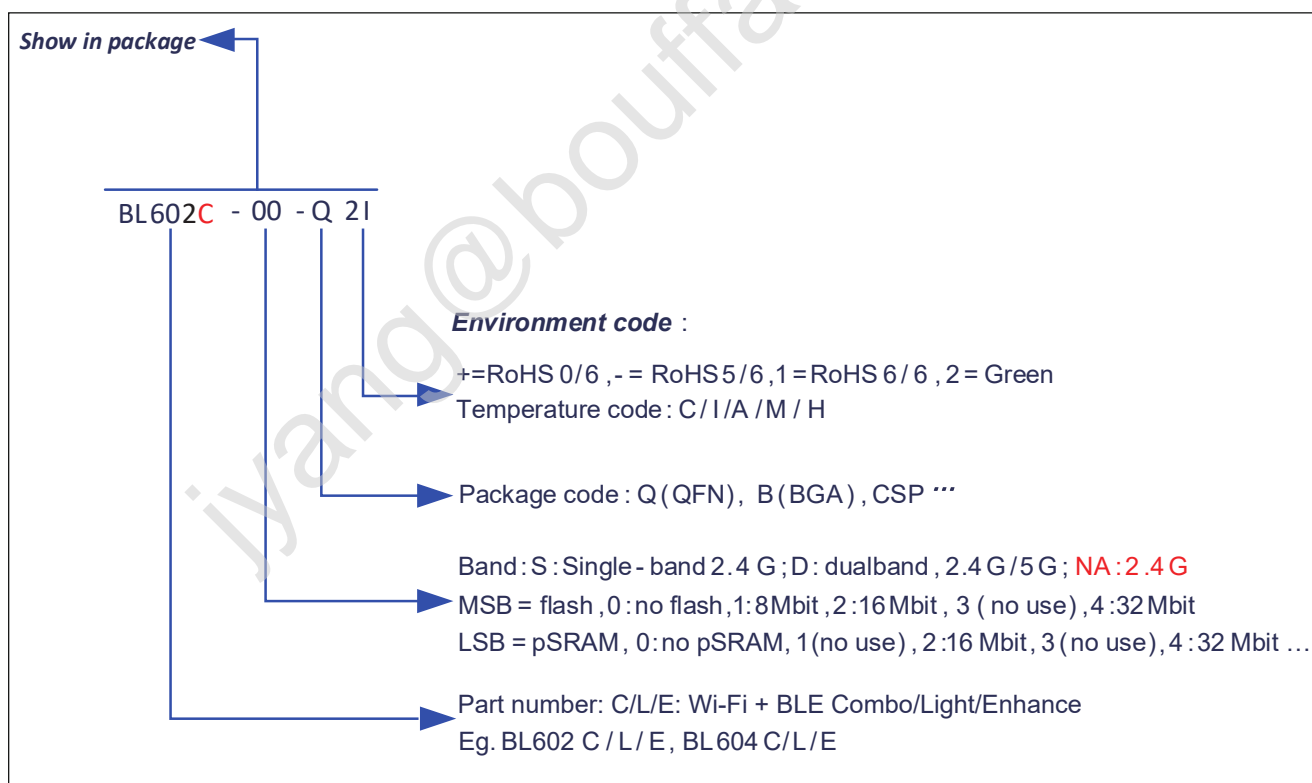 Show in package
BL602C - 00 - Q 2I
Environment code :
+=RoHS 0/6 ,- = RoHS 5/6 ,1 =RoHS 6/ 6 , 2 = Green
Temperature code : C / I /A / M / H
Package code : Q ( QFN), B ( BGA) , CSP ...
Band : S : Single - band 2.4 G ; D : dualband , 2.4 G / 5 G ; NA : 2 .4 G
MSB = flash , 0 : no flash , 1 : 8 Mbit , 2 : 16 Mbit , 3 ( no use) , 4 : 32 Mbit
LSB = pSRAM , 0: no pSRAM, 1 (no use) , 2 :16 Mbit, 3 ( no use) , 4 : 32 Mbit ...
Part number: C/L/E: Wi-Fi + BLE Combo/Light/Enhance
Eg. BL602 C / L / E , BL604 C/L/E
jyang@bouffa